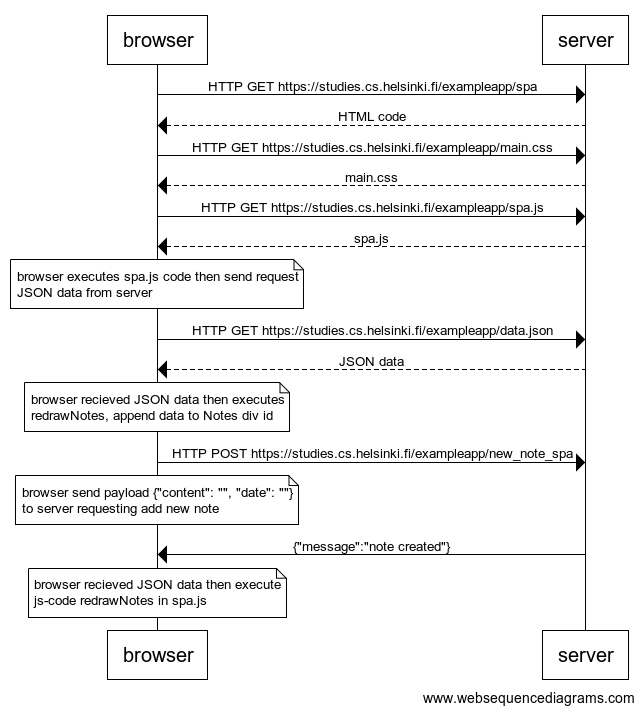 browser
server
HTTP GET https://studies.cs.helsinki.fi/exampleapp/spa
HTML code
HTTP GET https://studies.cs.helsinki.fi/exampleapp/main.css
main.css
HTTP GET https://studies.cs.helsinki.fi/exampleapp/spa.js
spa.js
browser executes spa.js code then send request
JSON data from server
HTTP GET https://studies.cs.helsinki.fi/exampleapp/data.json
JSON data
browser recieved JSON data then executes
redrawNotes, append data to Notes div id
HTTP POST https://studies.cs.helsinki.fi/exampleapp/new_note_spa
browser send payload {"content": "", "date": ""}
to server requesting add new note
{"message":"note created"}
browser recieved JSON data then execute
js-code redrawNotes in spa.js
browser
server
www.websequencediagrams.com